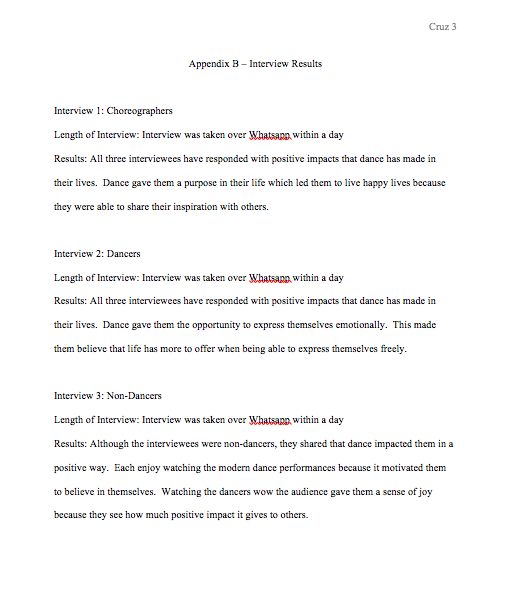 Cruz 3
Appendix B – Interview Results
Interview 1: Choreographers
Length of Interview: Interview was taken over Whatsapp within a day
Results: All three interviewees have responded with positive impacts that dance has made in
their lives.  Dance gave them a purpose in their life which led them to live happy lives because
they were able to share their inspiration with others.
Interview 2: Dancers
Length of Interview: Interview was taken over Whatsapp within a day
Results: All three interviewees have responded with positive impacts that dance has made in
their lives.  Dance gave them the opportunity to express themselves emotionally.  This made
them believe that life has more to offer when being able to express themselves freely.
Interview 3: Non-Dancers
Length of Interview: Interview was taken over Whatsapp within a day
Results: Although the interviewees were non-dancers, they shared that dance impacted them in a
positive way.  Each enjoy watching the modern dance performances because it motivated them
to believe in themselves.  Watching the dancers wow the audience gave them a sense of joy
because they see how much positive impact it gives to others.